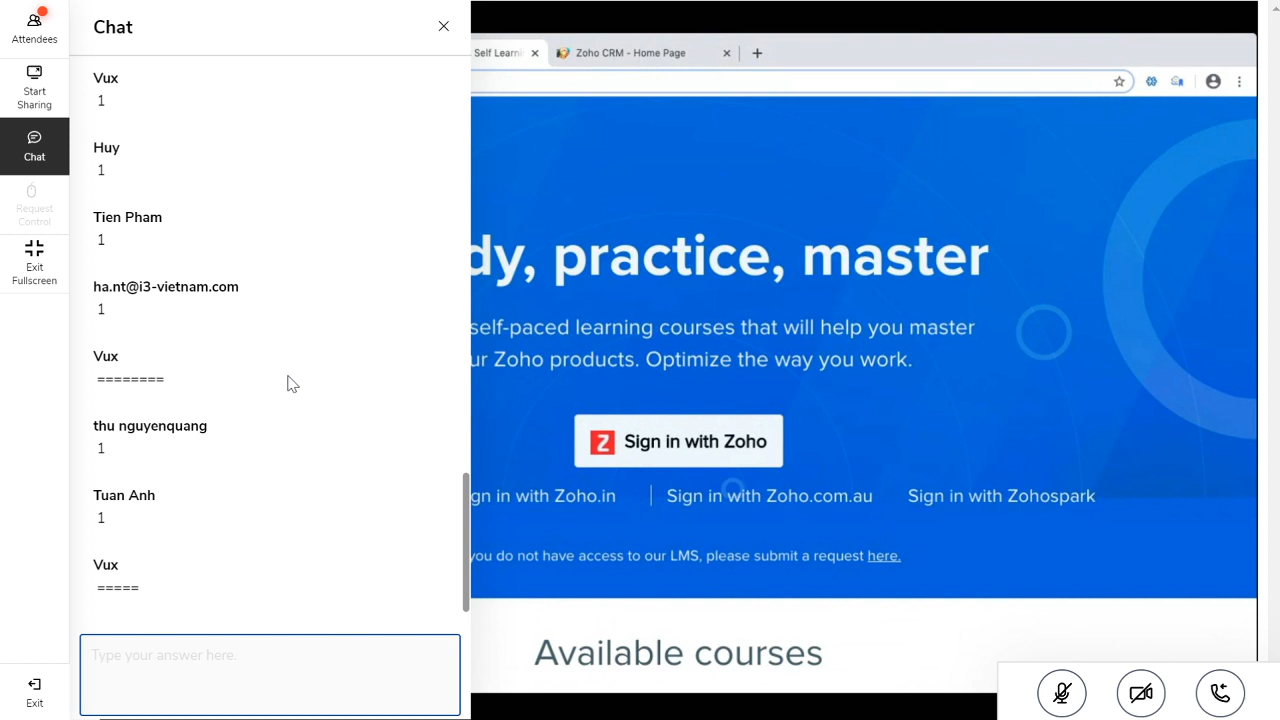 Attendees
Start
Sharing
Chat
Request
Control
Exit
Fullscreen
Exit
Chat
Vux
1
Huy
1
Tien Pham
1
ha.nt@i3-vietnam.com
1
Vux
========
thu nguyenquang
1
Tuan Anh
1
Vux
=====
Type your answer here.
Self Learni
Zoho CRM - Home Page
dy, practice, master
self-paced learning courses that will help you master
ur Zoho products. Optimize the way you work.
Z Sign in with Zoho
gn in with Zoho.in | Sign in with Zoho.com.au Sign in with Zohospark
you do not have access to our LMS, please submit a request here.
Available courses